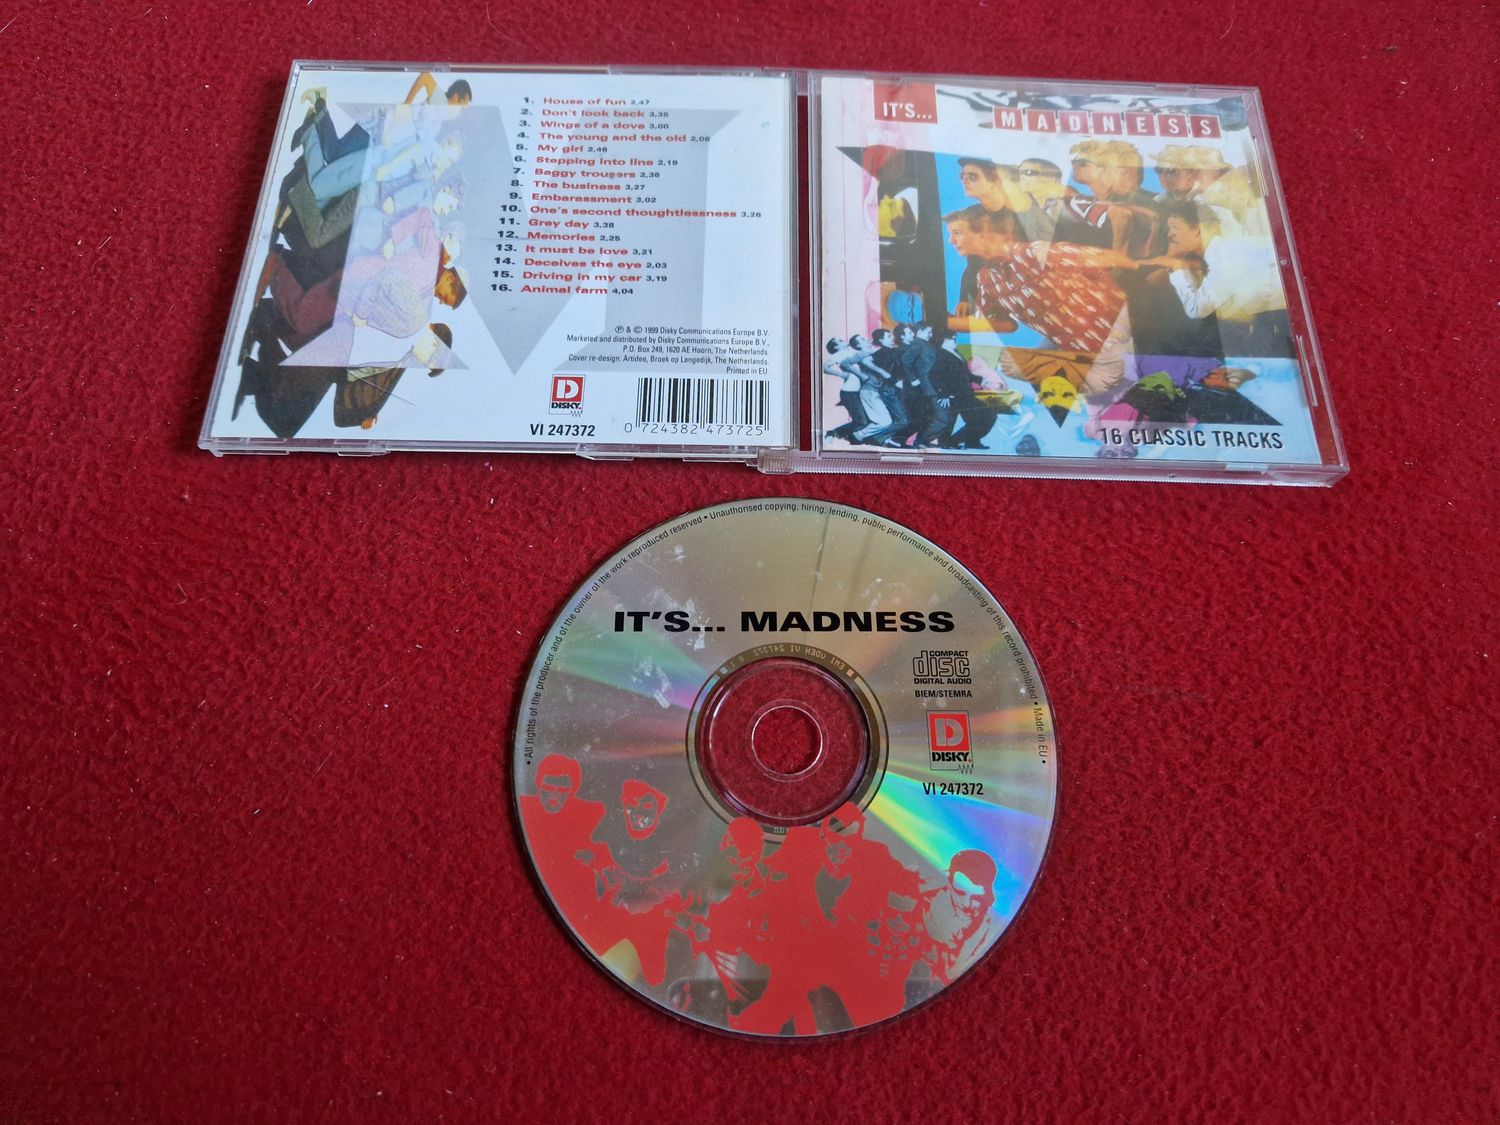 1. House of fun 2,47
2. Don't look back 3,35
3. Wings of a dove 3,00
4. The young and the old 2,08
5. My girl 2,46
6. Stepping into line 2,19
7. Baggy trousers 2,36
8. The business 3,27
9. Embarassment 3,02
10. One's second thoughtlessness 3,26
11. Grey day 3,38
12. Memories 2,25
13. It must be love 3,21
14. Deceives the eye 2,03
15. Driving in my car 3,19
16. Animal farm 4,04
℗ & © 1999 Disky Communications Europe B.V.
Marketed and distributed by Disky Communications Europe B.V.,
P.O. Box 249, 1620 AE Hoorn, The Netherlands.
Cover re-design: Artidee, Broek op Langedijk, The Netherlands.
Printed in EU.
D
DISKY
VI 247372
0 724382 473725
M
IT'S...
MADNESS
16 CLASSIC TRACKS
• All rights of the producer and of the owner of the work reproduced reserved • Unauthorised copying, hiring, lending, public performance and broadcasting of this record prohibited • Made in EU •
IT'S... MADNESS
EMI UDEN VI 247372
COMPACT
disc
DIGITAL AUDIO
BIEM/STEMRA
D
DISKY
VI 247372